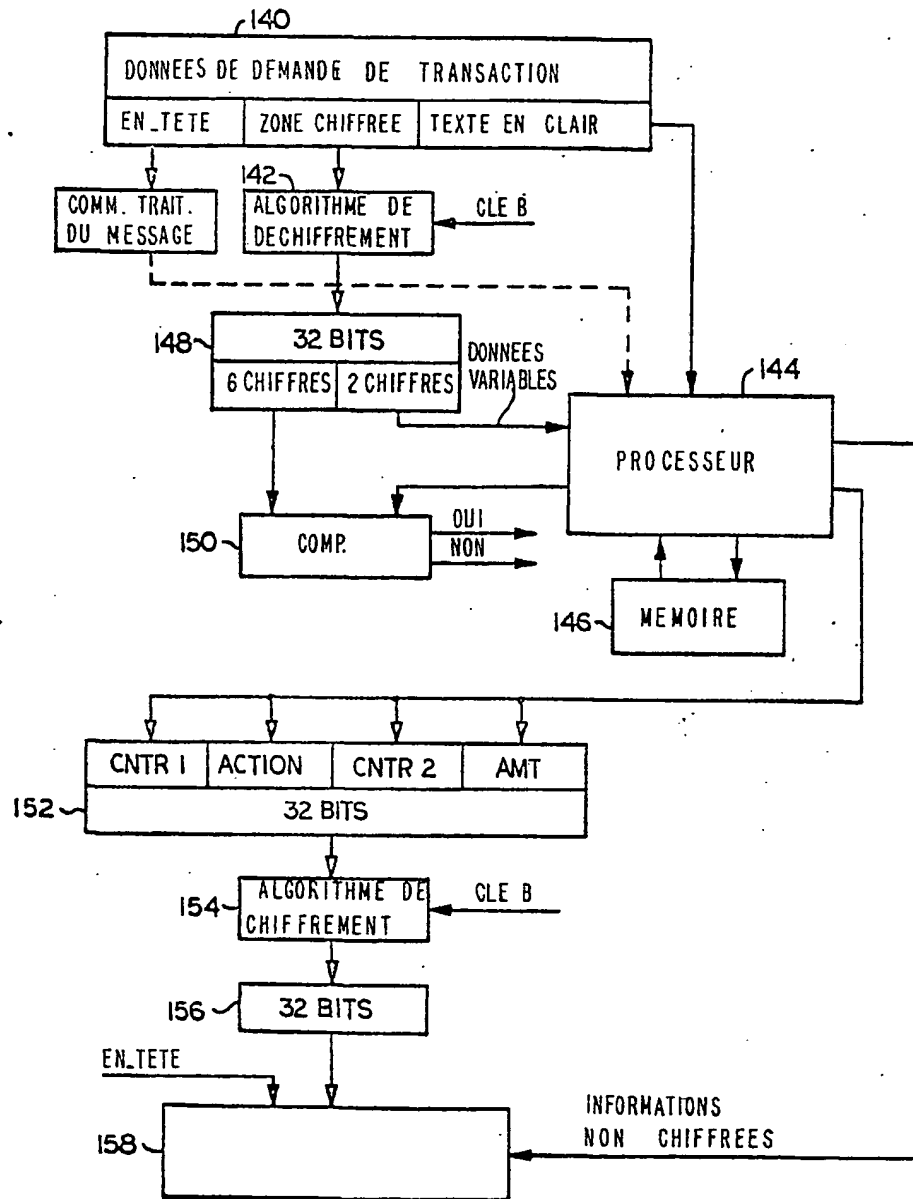 140
DONNEES DE DEMANDE DE TRANSACTION
EN_TETE
ZONE CHIFFREE
TEXTE EN CLAIR
COMM. TRAIT.
DU MESSAGE
142
ALGORITHME DE
DECHIFFREMENT
CLE B
148
32 BITS
6 CHIFFRES
2 CHIFFRES
DONNEES
VARIABLES
144
PROCESSEUR
150
COMP.
OUI
NON
146
MEMOIRE
CNTR 1
ACTION
CNTR 2
AMT
152
32 BITS
154
ALGORITHME DE
CHIFFREMENT
CLE B
156
32 BITS
EN_TETE
158
INFORMATIONS
NON CHIFFREES